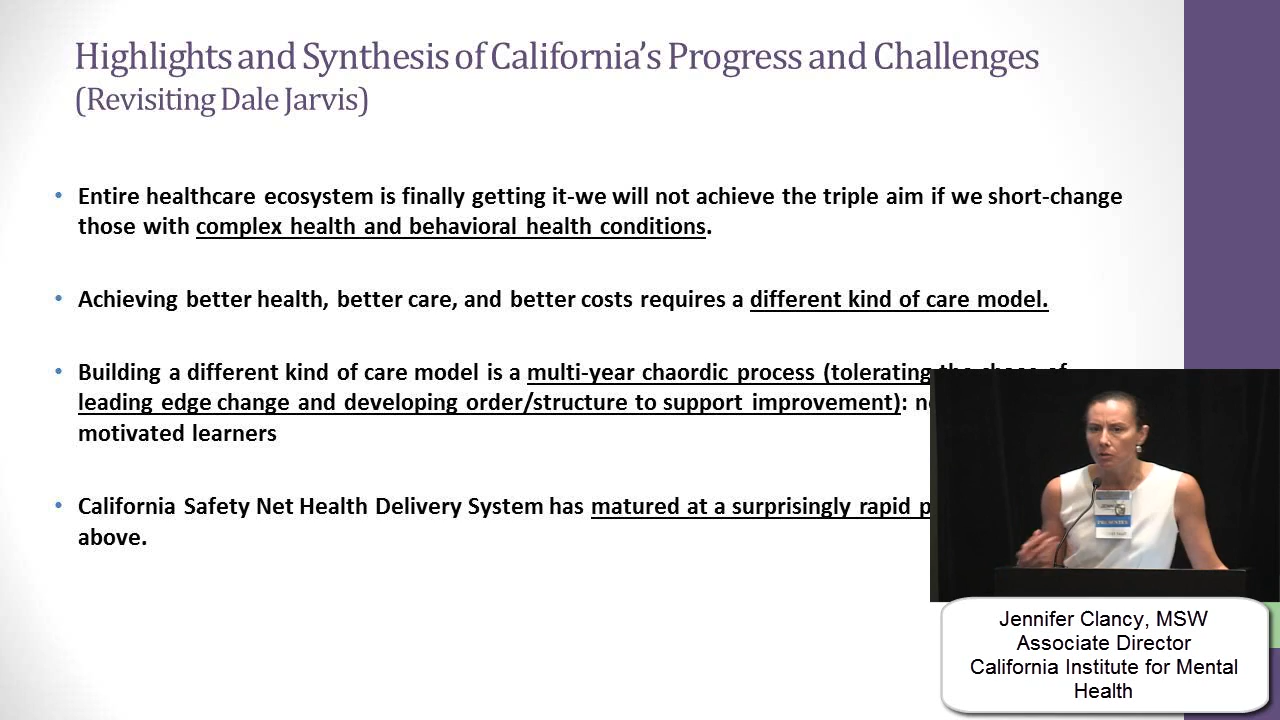 Highlights and Synthesis of California's Progress and Challenges
(Revisiting Dale Jarvis)
• Entire healthcare ecosystem is finally getting it-we will not achieve the triple aim if we short-change
those with complex health and behavioral health conditions.
• Achieving better health, better care, and better costs requires a different kind of care model.
• Building a different kind of care model is a multi-year chaordic process (tolerating
leading edge change and developing order/structure to support improvement):
motivated learners
• California Safety Net Health Delivery System has matured at a surprisingly rapid
above.
Jennifer Clancy, MSW
Associate Director
California Institute for Mental
Health